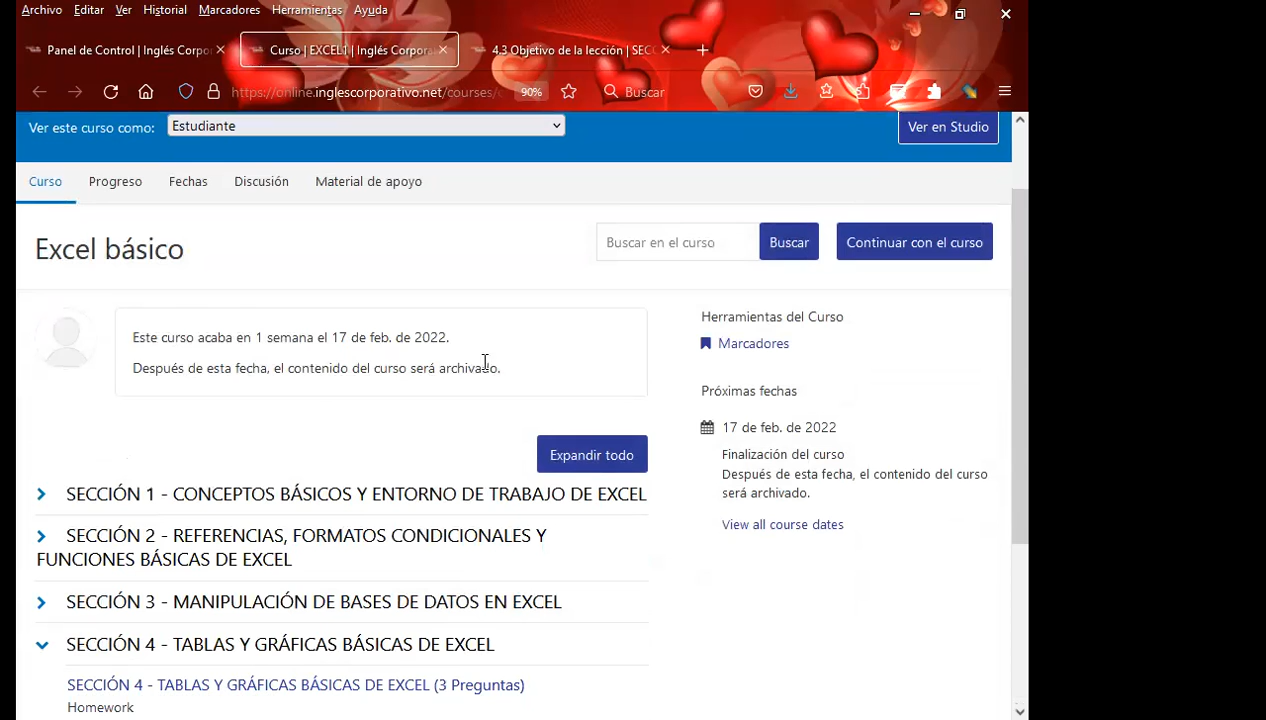 Archivo Editar Ver Historial Marcadores Herramientas Ayuda
Panel de Control | Inglés Corpor
Curso | EXCEL1 | Inglés Corpora
4.3 Objetivo de la lección | SECC
https://online.inglescorporativo.net/courses/c
90%
Buscar
Ver este curso como:
Estudiante
Ver en Studio
Curso Progreso Fechas Discusión Material de apoyo
Excel básico
Buscar en el curso
Buscar
Continuar con el curso
Este curso acaba en 1 semana el 17 de feb. de 2022.
Después de esta fecha, el contenido del curso será archivado.
Herramientas del Curso
Marcadores
Próximas fechas
17 de feb. de 2022
Finalización del curso
Después de esta fecha, el contenido del curso
será archivado.
View all course dates
Expandir todo
SECCIÓN 1 - CONCEPTOS BÁSICOS Y ENTORNO DE TRABAJO DE EXCEL
SECCIÓN 2 - REFERENCIAS, FORMATOS CONDICIONALES Y
FUNCIONES BÁSICAS DE EXCEL
SECCIÓN 3 - MANIPULACIÓN DE BASES DE DATOS EN EXCEL
SECCIÓN 4 - TABLAS Y GRÁFICAS BÁSICAS DE EXCEL
SECCIÓN 4 - TABLAS Y GRÁFICAS BÁSICAS DE EXCEL (3 Preguntas)
Homework